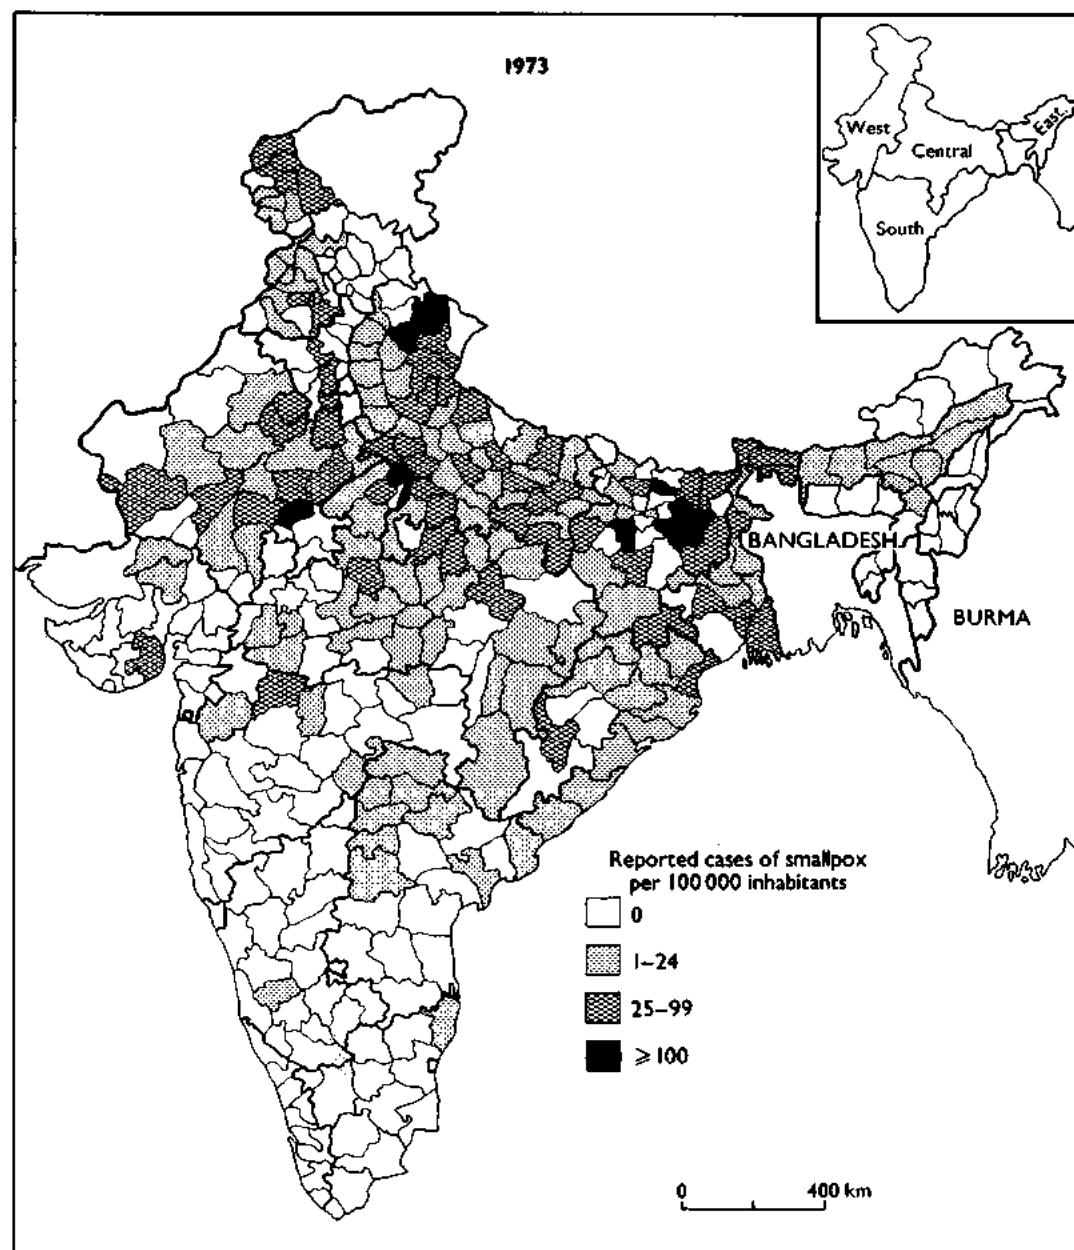 1973
West
Central
East
South
BANGLADESH
BURMA
Reported cases of smallpox
per 100 000 inhabitants
0
1–24
25–99
⩾ 100
0 400 km